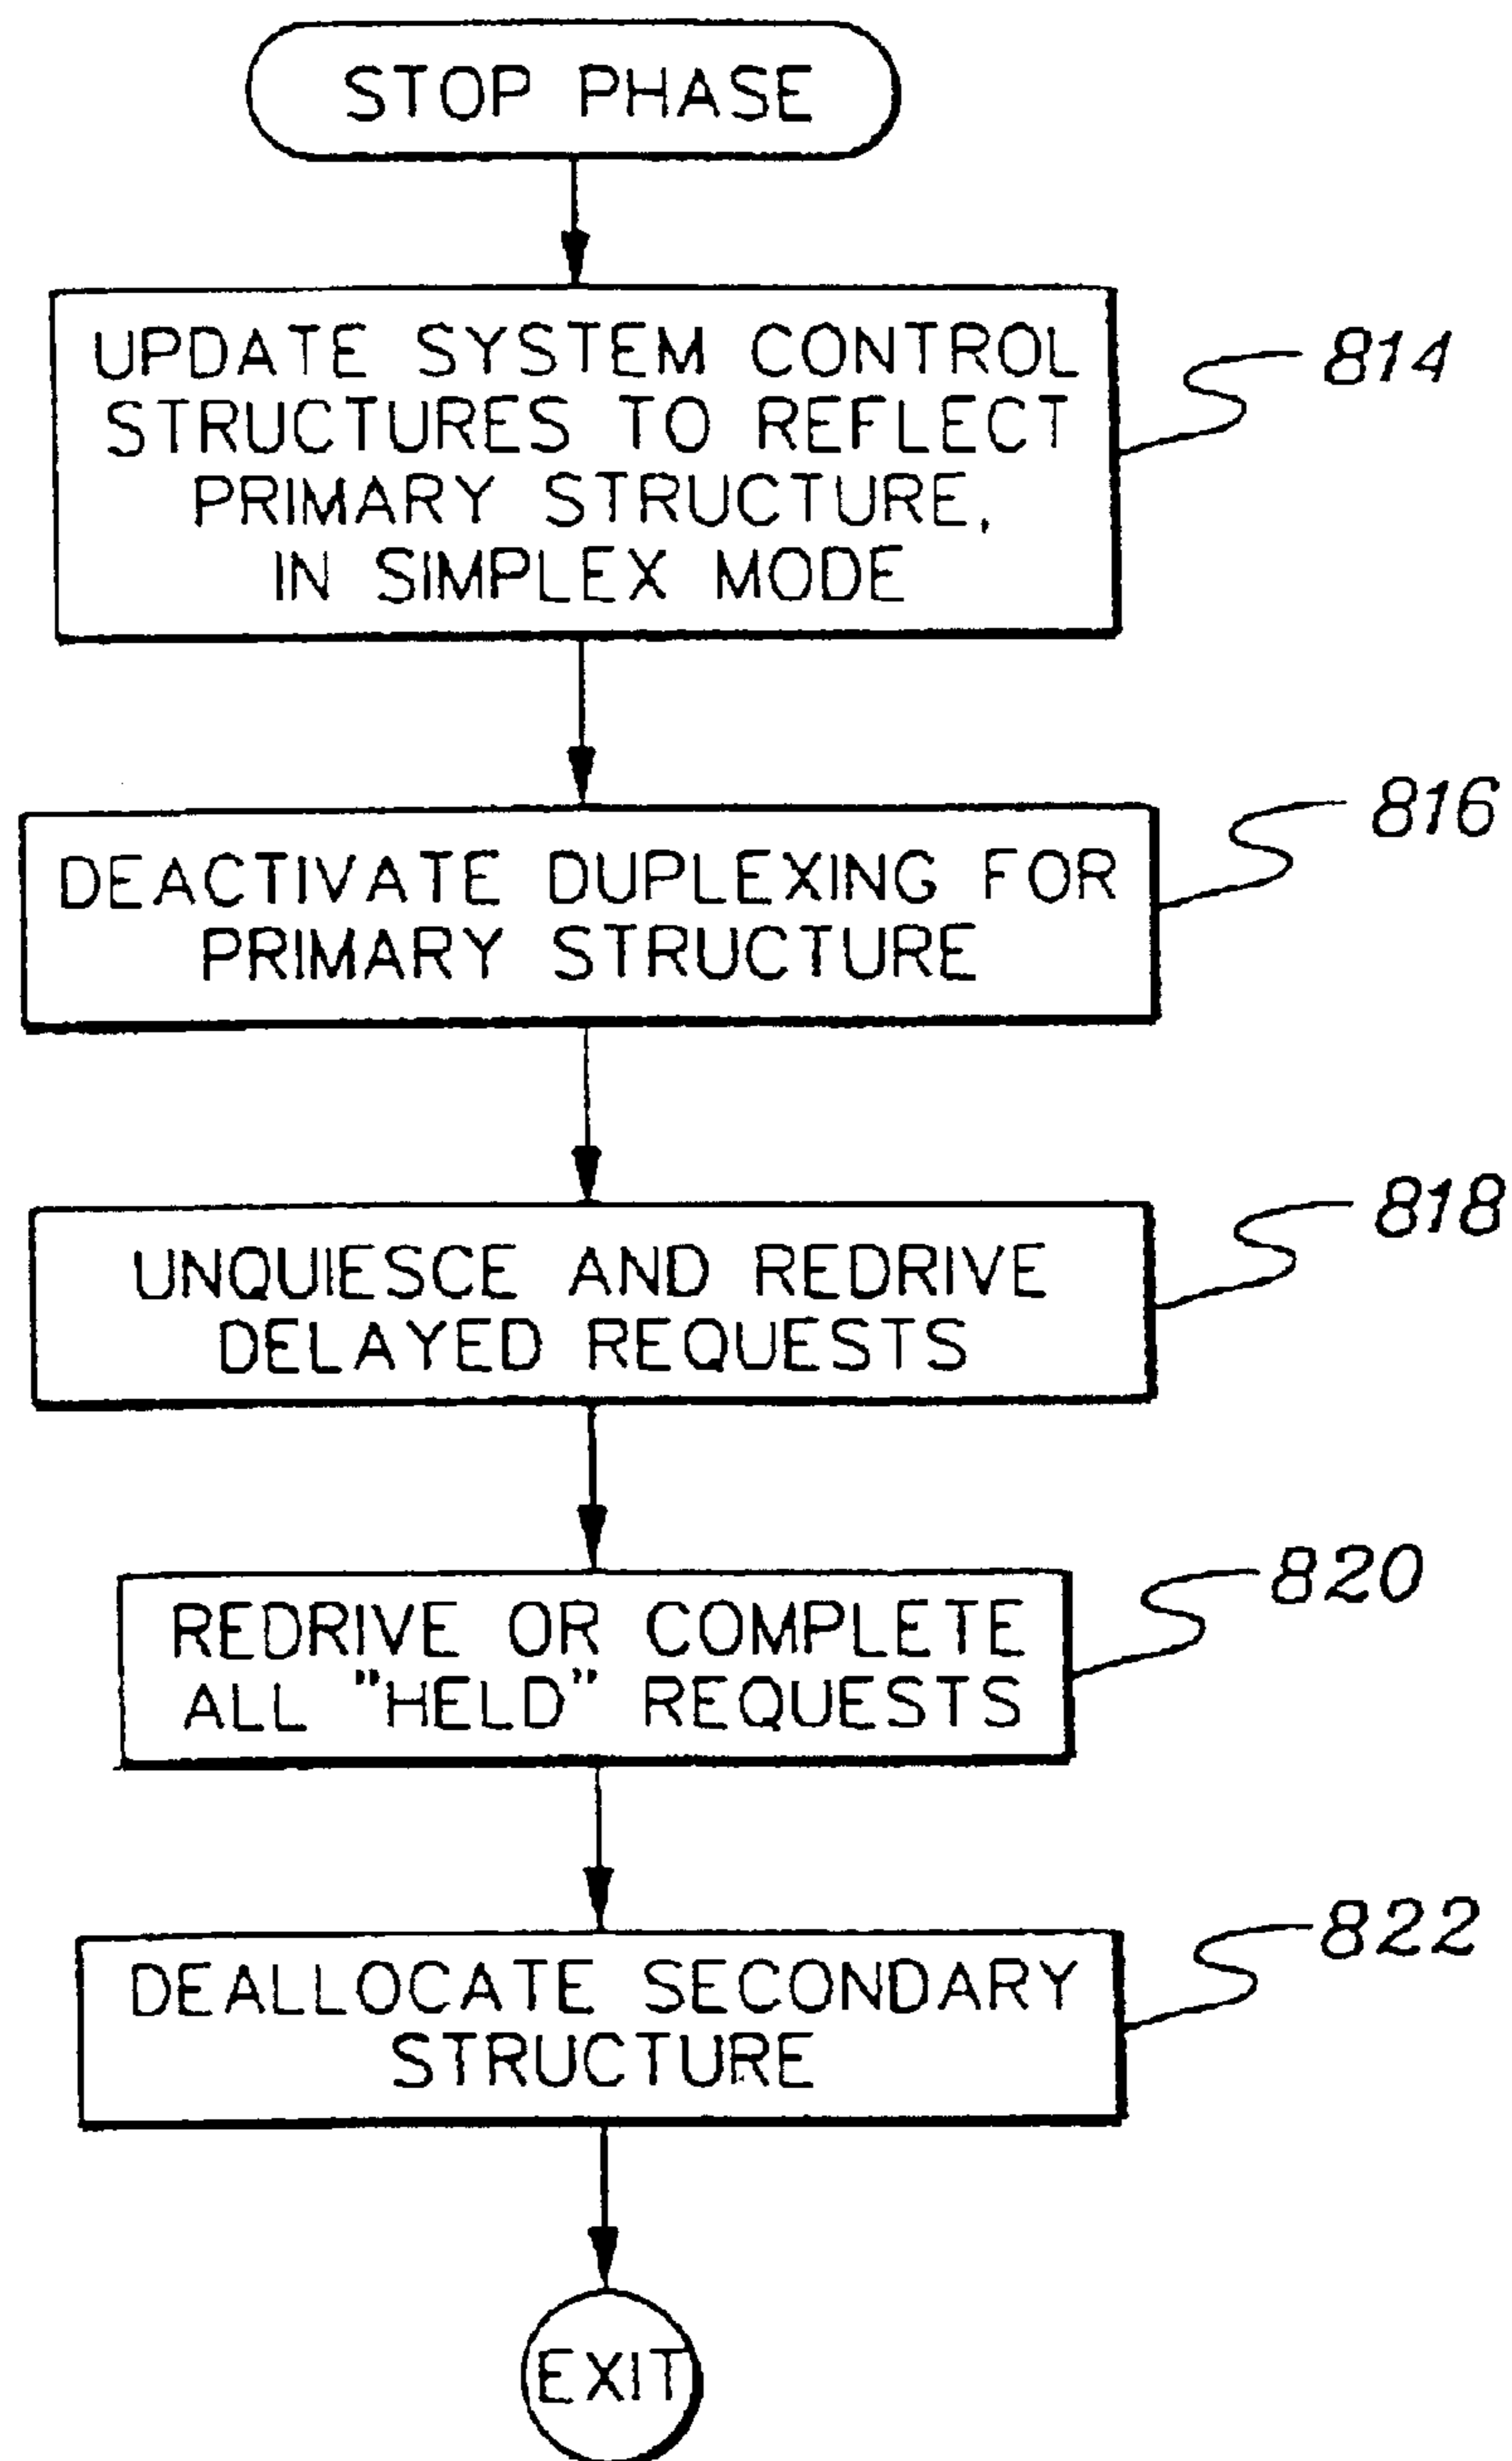 STOP PHASE
UPDATE SYSTEM CONTROL
STRUCTURES TO REFLECT
PRIMARY STRUCTURE,
IN SIMPLEX MODE
814
DEACTIVATE DUPLEXING FOR
PRIMARY STRUCTURE
816
UNQUIESCE AND REDRIVE
DELAYED REQUESTS
818
REDRIVE OR COMPLETE
ALL "HELD" REQUESTS
820
DEALLOCATE SECONDARY
STRUCTURE
822
EXIT